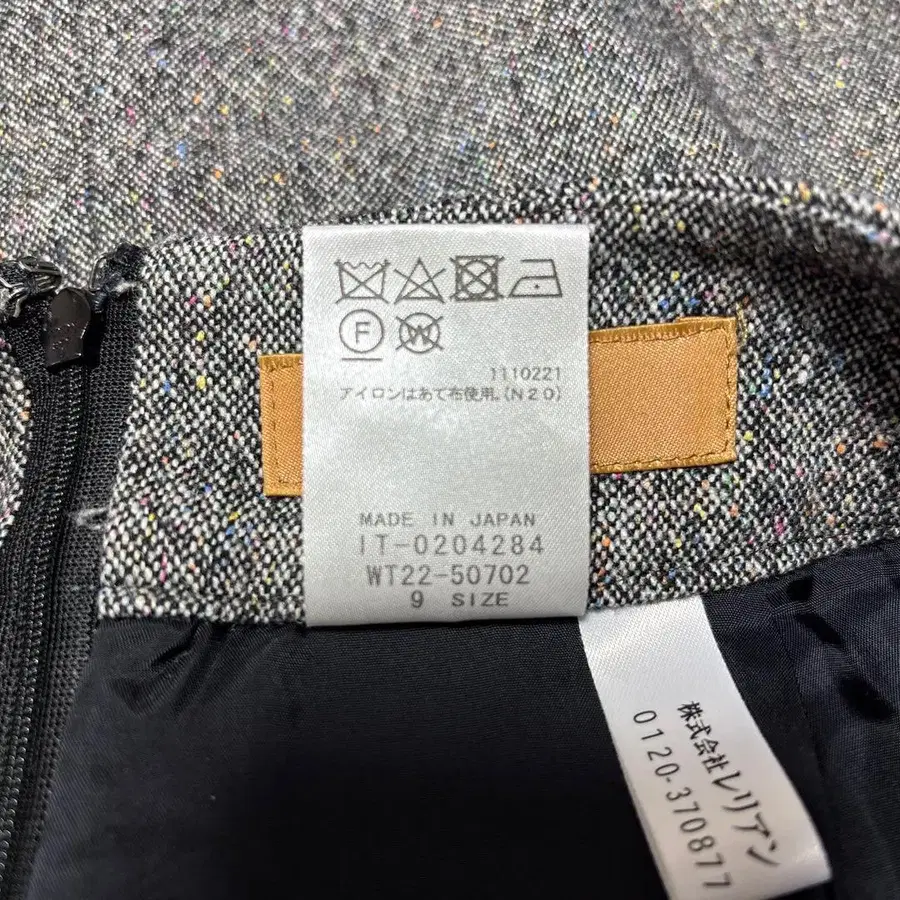 F
W
1110221
アイロンはあて布使用。(N20)
MADE IN JAPAN
IT-0204284
WT22-50702
9 SIZE
株式会社レリアン
0120-370877